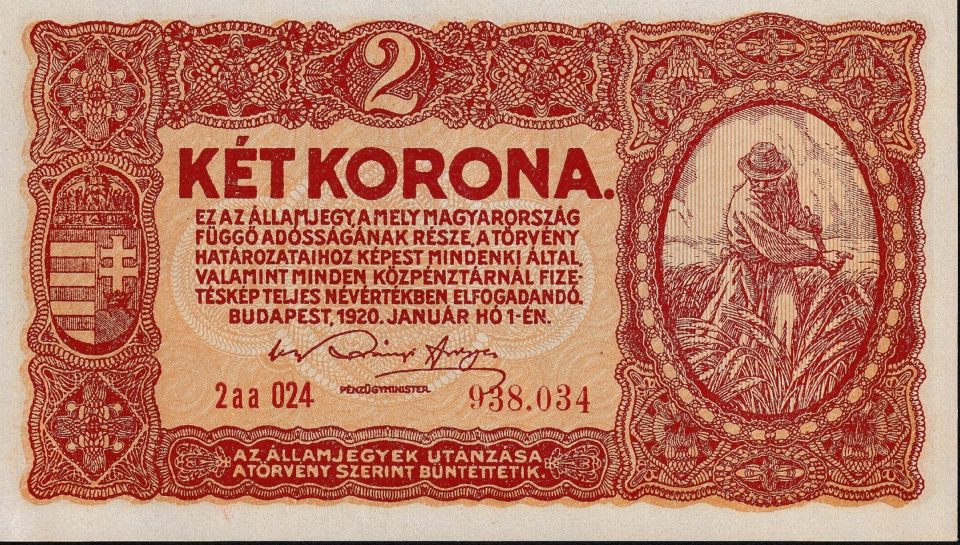 2
KÉT KORONA.
EZ AZ ÁLLAMJEGY, A MELY MAGYARORSZÁG
FÜGGŐ ADÓSSÁGÁNAK RÉSZE, A TÖRVÉNY
HATÁROZATAIHOZ KÉPEST MINDENKI ÁLTAL,
VALAMINT MINDEN KÖZPÉNZTÁRNÁL FIZE-
TÉSKÉP TELJES NÉVÉRTÉKBEN ELFOGADANDÓ.
BUDAPEST, 1920. JANUÁR HÓ 1-ÉN.
PÉNZÜGYMINISTER.
2aa 024
938.034
AZ ÁLLAMJEGYEK UTÁNZÁSA
A TÖRVÉNY SZERINT BÜNTETTETIK.